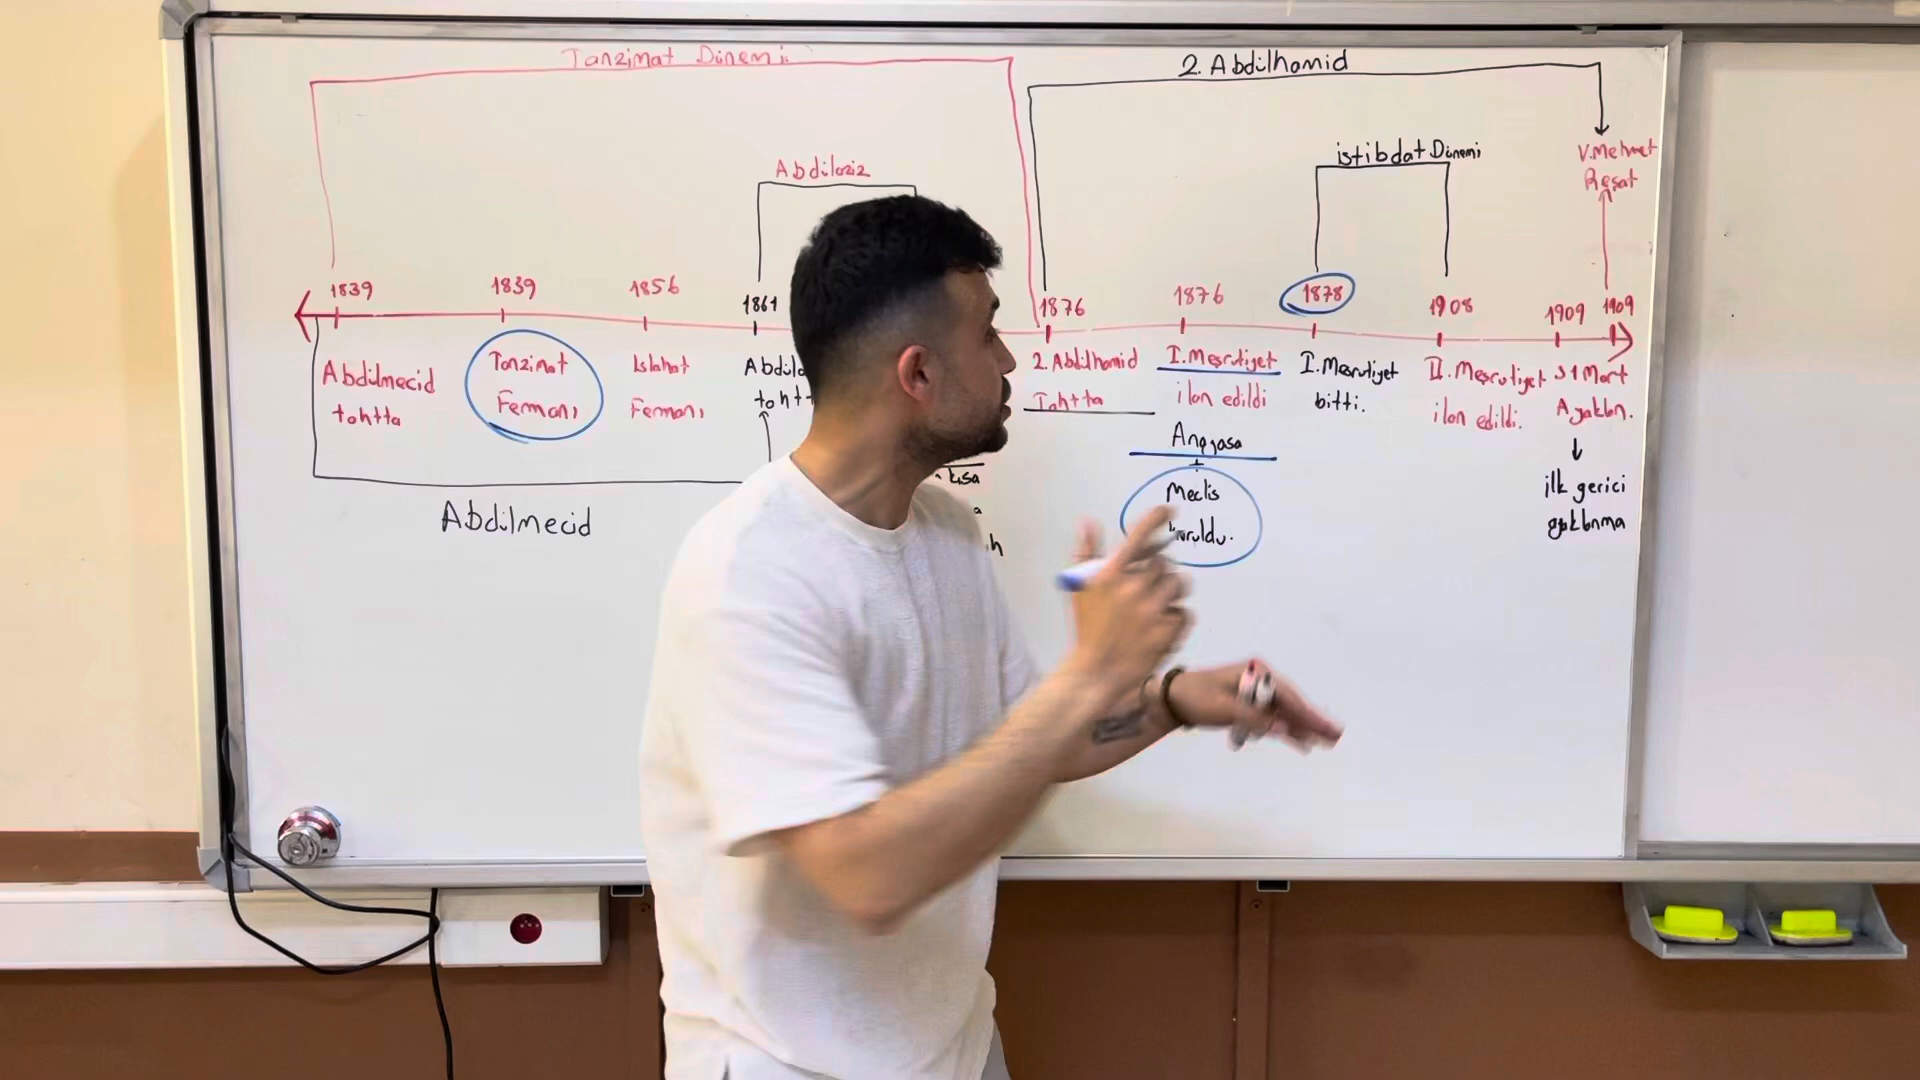 Tanzimat Dönemi
2. Abdülhamid
istibdat Dönemi
V. Mehmet
Reşat
Abdülaziz
1839
1839
1856
1861
1876
1876
1878
1908
1909
1909
Abdülmecid
tahtta
Tanzimat
Fermanı
Islahat
Fermanı
tahtt
2. Abdülhamid
Tahtta
I. Meşrutiyet
ilan edildi
Anayasa
+
Meclis
I. Meşrutiyet
bitti.
II. Meşrutiyet
ilan edildi.
31 Mart
Ayaklan.
ilk gerici
ayaklanma
kısa
Abdülmecid